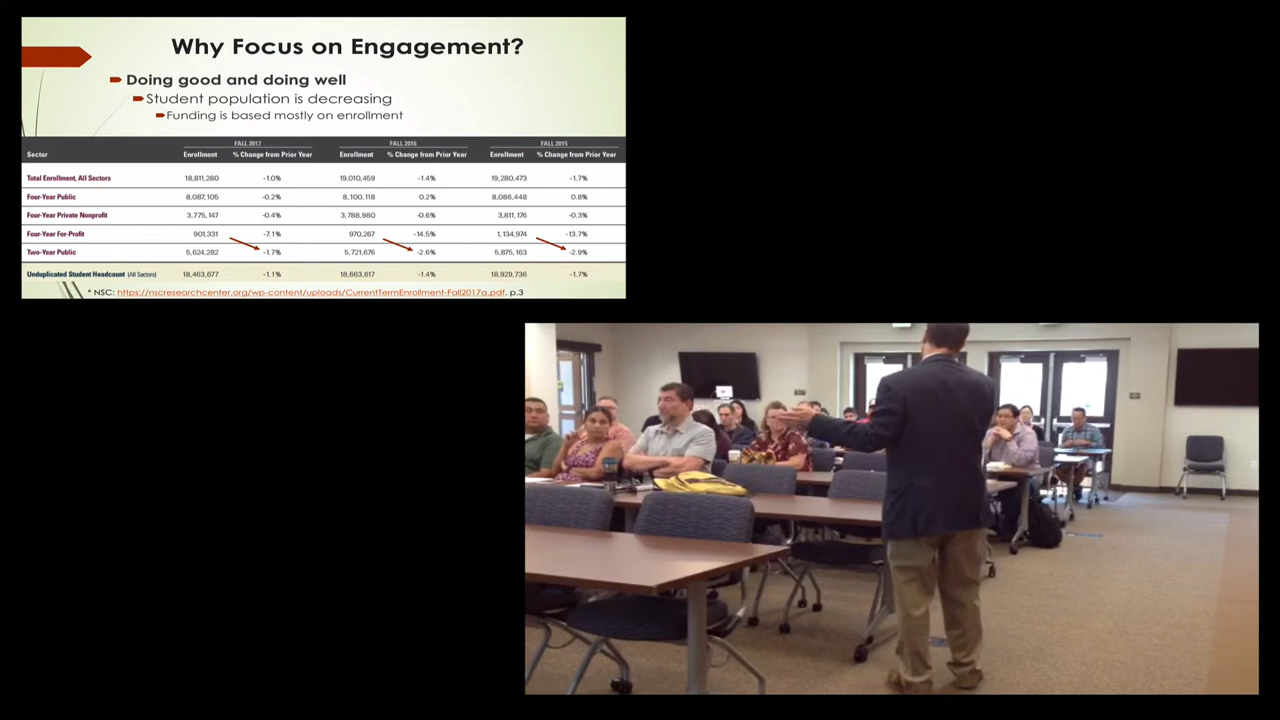 Why Focus on Engagement?
Doing good and doing well
Student population is decreasing
Funding is based mostly on enrollment
FALL 2017 FALL 2016 FALL 2015
Sector Enrollment % Change from Prior Year Enrollment % Change from Prior Year Enrollment % Change from Prior Year
Total Enrollment, All Sectors 18,811,280 -1.0% 19,010,459 -1.4% 19,280,473 -1.7%
Four-Year Public 8,087,105 -0.2% 8,100,118 0.2% 8,086,448 0.8%
Four-Year Private Nonprofit 3,775,147 -0.4% 3,788,980 -0.6% 3,811,176 -0.3%
Four-Year For-Profit 901,331 -7.1% 970,267 -14.5% 1,134,974 -13.7%
Two-Year Public 5,624,282 -1.7% 5,721,676 -2.6% 5,875,163 -2.9%
Unduplicated Student Headcount (All Sectors) 18,463,677 -1.1% 18,663,617 -1.4% 18,929,736 -1.7%
* NSC: https://nscresearchcenter.org/wp-content/uploads/CurrentTermEnrollment-Fall2017a.pdf, p.3